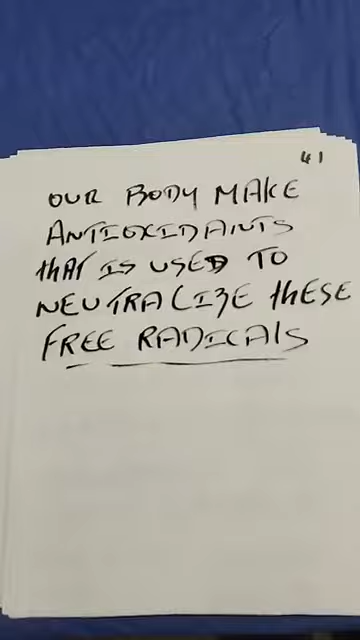 41
OUR BODY MAKE
ANTIOXIDANTS
thAT IS USED TO
NEUTRALIZE thESE
FREE RADICALS